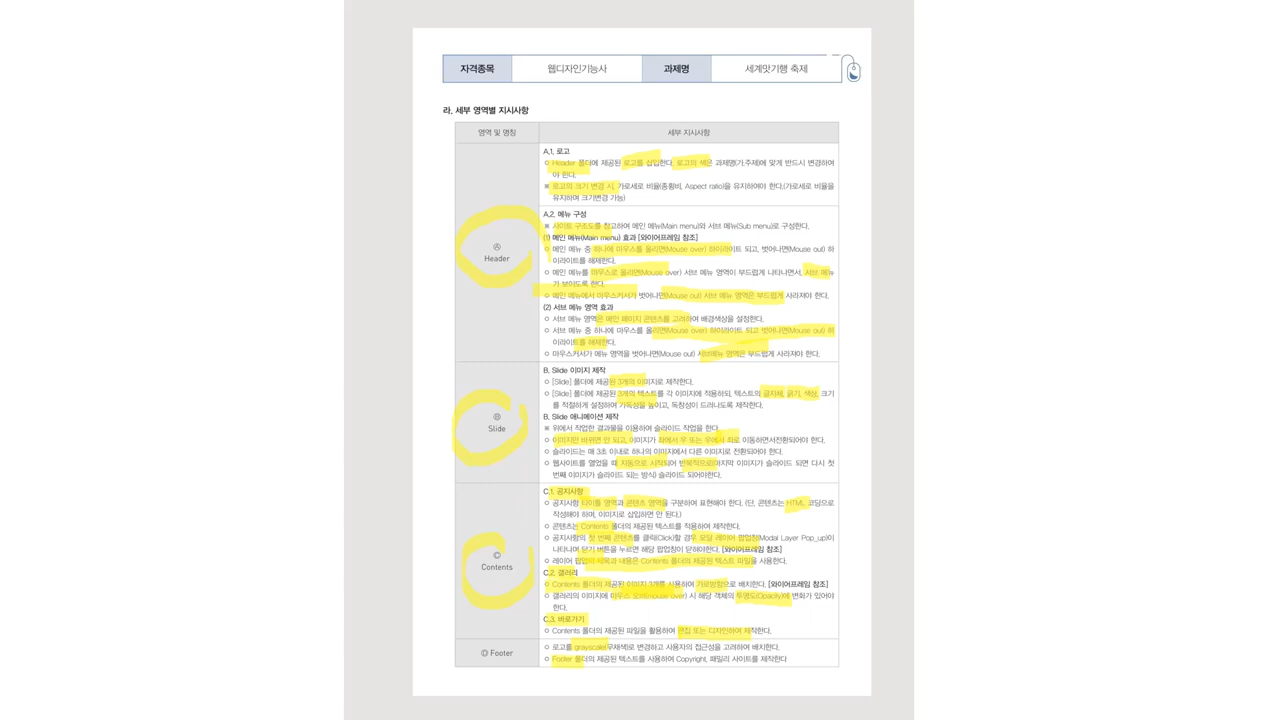 자격종목 웹디자인기능사 과제명 세계맛기행 축제
라. 세부 영역별 지시사항
영역 및 명칭 세부 지시사항
Ⓐ
Header
A.1. 로고
○ Header 폴더에 제공된 로고를 삽입한다. 로고의 색은 과제명(가.주제)에 맞게 반드시 변경하여
야 한다.
※ 로고의 크기 변경 시, 가로세로 비율(종횡비, Aspect ratio)을 유지하여야 한다.(가로세로 비율을
유지하며 크기변경 가능)
A.2. 메뉴 구성
※ 사이트 구조도를 참고하여 메인 메뉴(Main menu)와 서브 메뉴(Sub menu)로 구성한다.
(1) 메인 메뉴(Main menu) 효과 [와이어프레임 참조]
○ 메인 메뉴 중 하나에 마우스를 올리면(Mouse over) 하이라이트 되고, 벗어나면(Mouse out) 하
이라이트를 해제한다.
○ 메인 메뉴를 마우스로 올리면(Mouse over) 서브 메뉴 영역이 부드럽게 나타나면서, 서브 메뉴
가 보이도록 한다.
○ 메인 메뉴에서 마우스커서가 벗어나면(Mouse out) 서브 메뉴 영역은 부드럽게 사라져야 한다.
(2) 서브 메뉴 영역 효과
○ 서브 메뉴 영역은 메인 페이지 콘텐츠를 고려하여 배경색상을 설정한다.
○ 서브 메뉴 중 하나에 마우스를 올리면(Mouse over) 하이라이트 되고 벗어나면(Mouse out) 하
이라이트를 해제한다.
○ 마우스커서가 메뉴 영역을 벗어나면(Mouse out) 서브메뉴 영역은 부드럽게 사라져야 한다.
Ⓑ
Slide
B. Slide 이미지 제작
○ [Slide] 폴더에 제공된 3개의 이미지로 제작한다.
○ [Slide] 폴더에 제공된 3개의 텍스트를 각 이미지에 적용하되, 텍스트의 글자체, 굵기, 색상, 크기
를 적절하게 설정하여 가독성을 높이고, 독창성이 드러나도록 제작한다.
B. Slide 애니메이션 제작
※ 위에서 작업한 결과물을 이용하여 슬라이드 작업을 한다.
○ 이미지만 바뀌면 안 되고, 이미지가 좌에서 우 또는 우에서 좌로 이동하면서전환되어야 한다.
○ 슬라이드는 매 3초 이내로 하나의 이미지에서 다른 이미지로 전환되어야 한다.
○ 웹사이트를 열었을 때 자동으로 시작되어 반복적으로(마지막 이미지가 슬라이드 되면 다시 첫
번째 이미지가 슬라이드 되는 방식) 슬라이드 되어야한다.
Ⓒ
Contents
C.1. 공지사항
○ 공지사항 타이틀 영역과 콘텐츠 영역을 구분하여 표현해야 한다. (단, 콘텐츠는 HTML 코딩으로
작성해야 하며, 이미지로 삽입하면 안 된다.)
○ 콘텐츠는 Contents 폴더의 제공된 텍스트를 적용하여 제작한다.
○ 공지사항의 첫 번째 콘텐츠를 클릭(Click)할 경우 모달 레이어 팝업창(Modal Layer Pop_up)이
나타나며 닫기 버튼을 누르면 해당 팝업창이 닫혀야한다. [와이어프레임 참조]
○ 레이어 팝업의 제목과 내용은 Contents 폴더의 제공된 텍스트 파일을 사용한다.
C.2. 갤러리
○ Contents 폴더의 제공된 이미지 3개를 사용하여 가로방향으로 배치한다. [와이어프레임 참조]
○ 갤러리의 이미지에 마우스 오버(mouse over) 시 해당 객체의 투명도(Opacity)에 변화가 있어야
한다.
C.3. 바로가기
○ Contents 폴더의 제공된 파일을 활용하여 편집 또는 디자인하여 제작한다.
Ⓓ Footer
○ 로고를 grayscale(무채색)로 변경하고 사용자의 접근성을 고려하여 배치한다.
○ Footer 폴더의 제공된 텍스트를 사용하여 Copyright, 패밀리 사이트를 제작한다